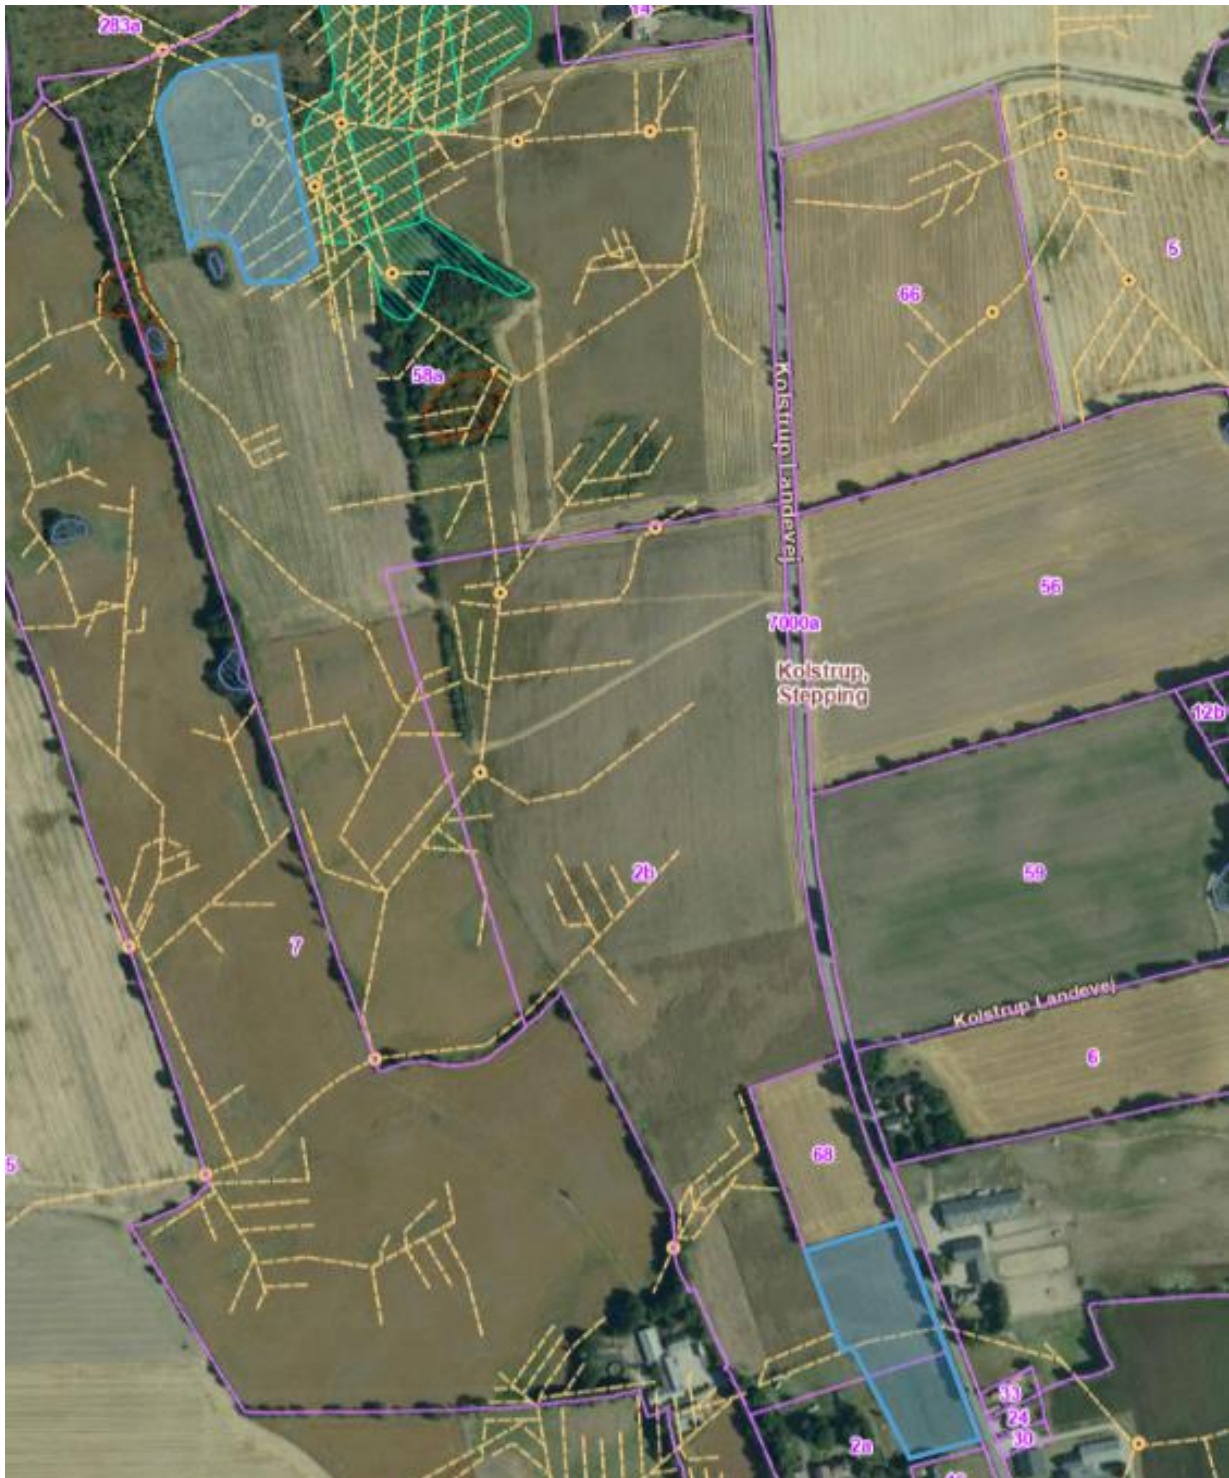 283a
14
5
66
58a
Kolstrup Landevej
56
7000a
Kolstrup,
Stepping
12b
2b
59
7
Kolstrup Landevej
6
68
5
33
24
30
2a